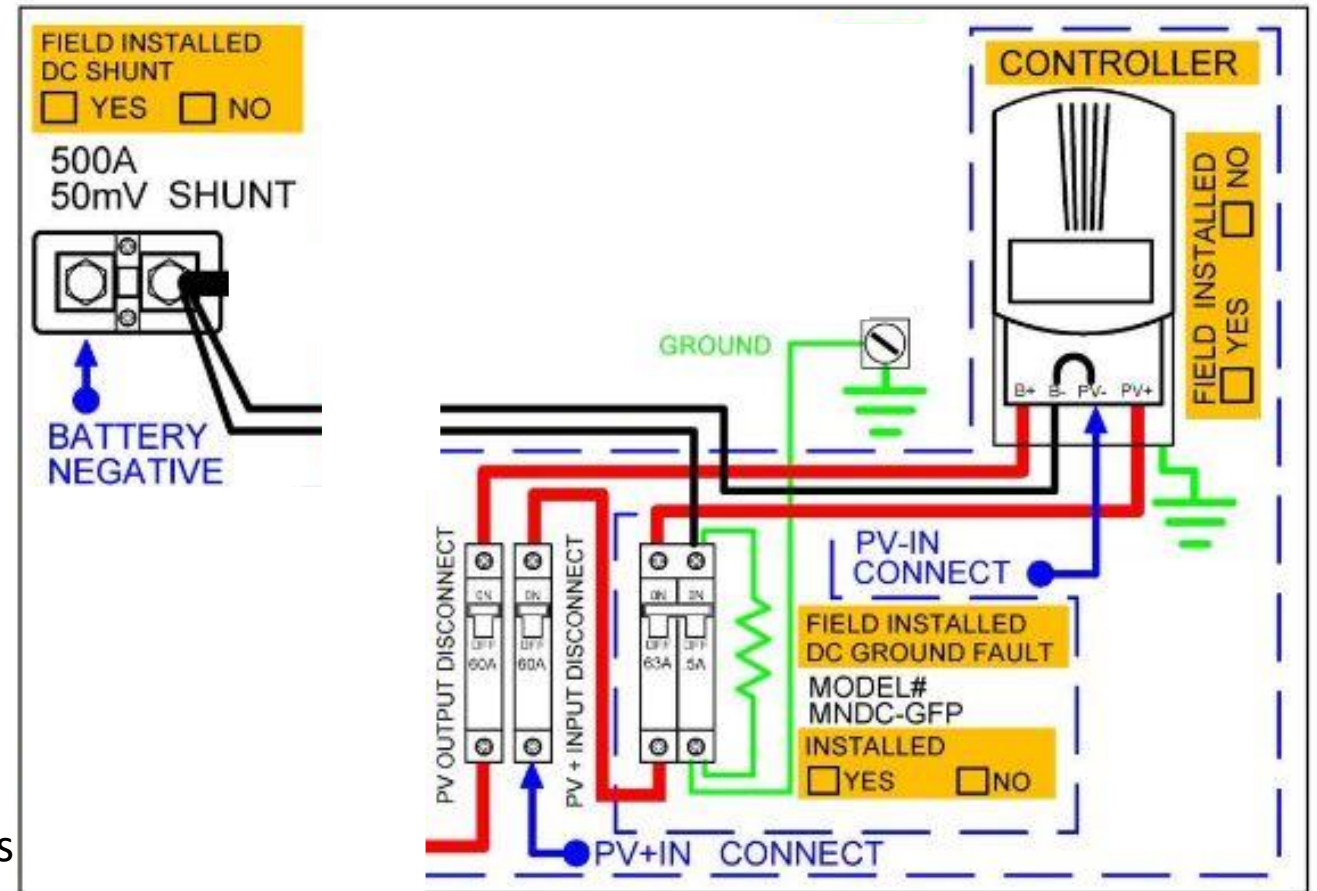 FIELD INSTALLED
DC SHUNT
YES NO
500A
50mV SHUNT
BATTERY
NEGATIVE
CONTROLLER
FIELD INSTALLED
YES NO
B+ B- PV- PV+
GROUND
PV-IN
CONNECT
PV OUTPUT DISCONNECT
PV + INPUT DISCONNECT
ON
OFF
60A
ON
OFF
60A
ON
OFF
63A
ON
OFF
.5A
FIELD INSTALLED
DC GROUND FAULT
MODEL#
MNDC-GFP
INSTALLED
YES NO
PV+IN CONNECT
s